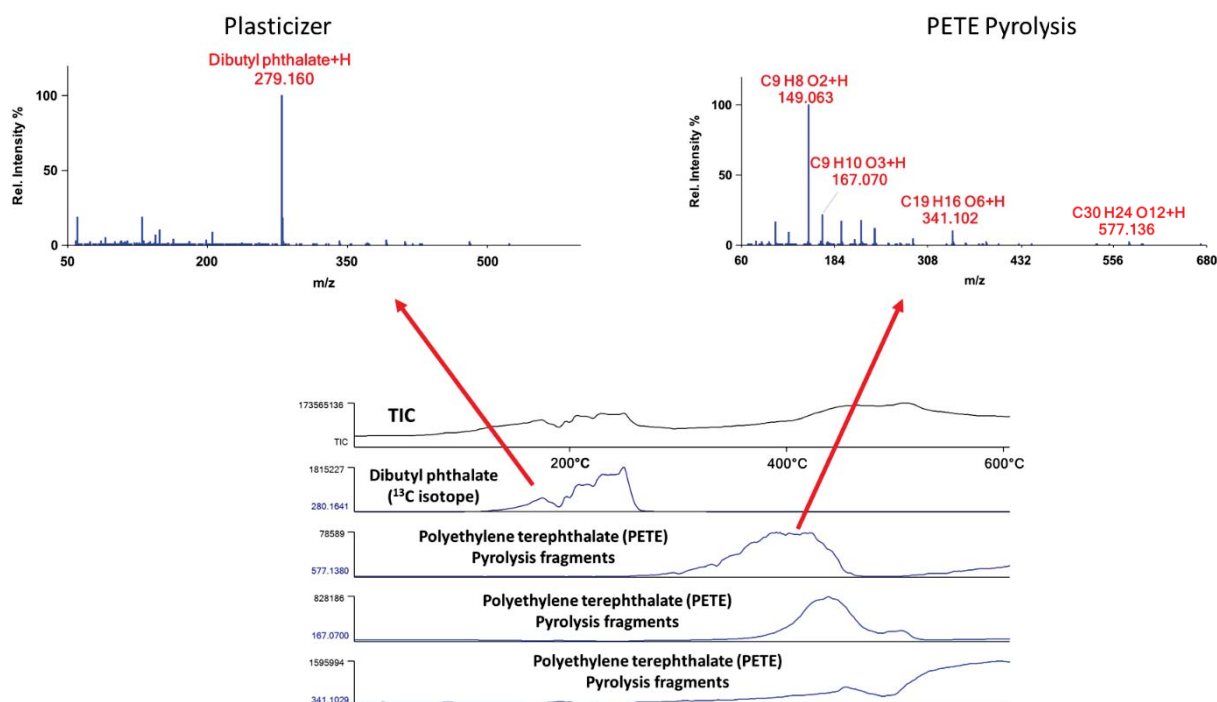 Plasticizer
Dibutyl phthalate+H
279.160
Rel. Intensity %
100
50
0
50
200
350
500
m/z
PETE Pyrolysis
C9 H8 O2+H
149.063
C9 H10 O3+H
167.070
C19 H16 O6+H
341.102
C30 H24 O12+H
577.136
Rel. Intensity %
100
50
0
60
184
308
432
556
680
m/z
173565136
TIC
TIC
200°C
400°C
600°C
1815227
Dibutyl phthalate
(13C isotope)
280.1641
78589
Polyethylene terephthalate (PETE)
Pyrolysis fragments
577.1380
828186
Polyethylene terephthalate (PETE)
Pyrolysis fragments
167.0700
1595994
Polyethylene terephthalate (PETE)
Pyrolysis fragments
341.1029